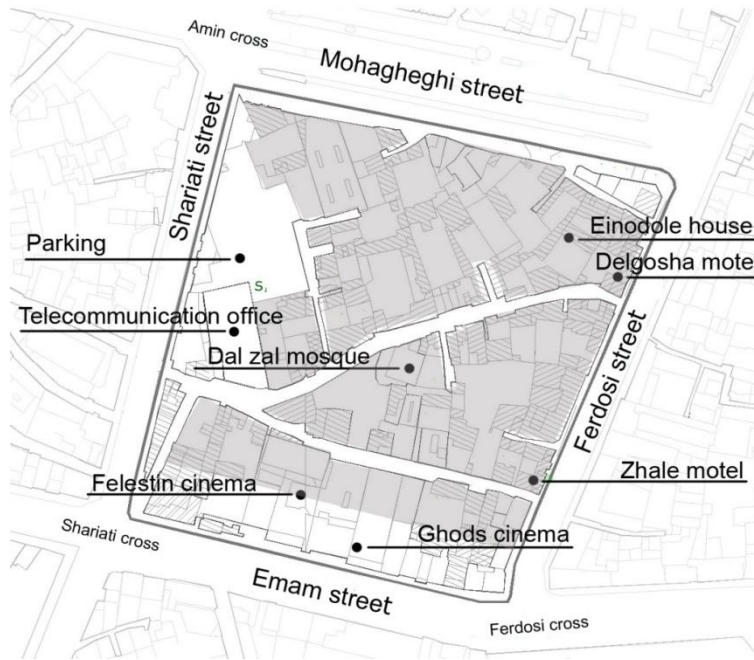 Amin cross
Mohagheghi street
Shariati street
Einodole house
Parking
Delgosha mote
S.
Telecommunication office
Dal zal mosque
Ferdosi street
Zhale motel
Felestin cinema
Ghods cinema
Shariati cross
Emam street
Ferdosi cross